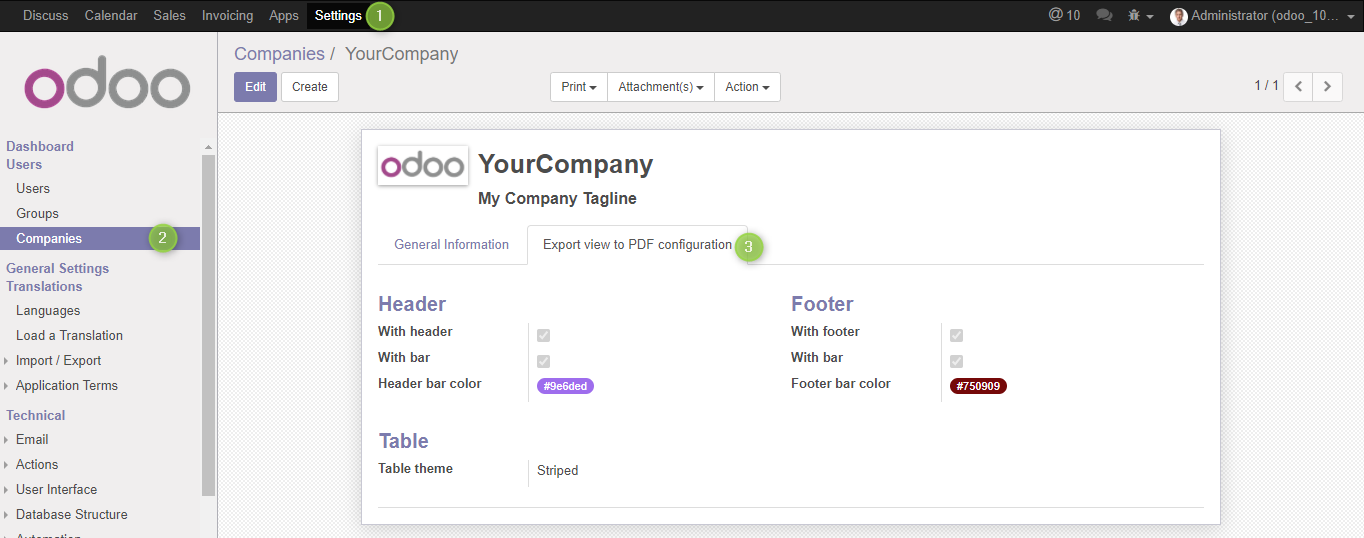 Discuss Calendar Sales Invoicing Apps Settings 1 @ 10 Administrator (odoo_10...
odoo
Companies / YourCompany
Edit Create Print Attachment(s) Action 1 / 1
Dashboard
Users
Users
Groups
Companies 2
General Settings
Translations
Languages
Load a Translation
Import / Export
Application Terms
Technical
Email
Actions
User Interface
Database Structure
Automation
odoo YourCompany
My Company Tagline
General Information Export view to PDF configuration 3
Header
With header
With bar
Header bar color #9e6ded
Footer
With footer
With bar
Footer bar color #750909
Table
Table theme Striped